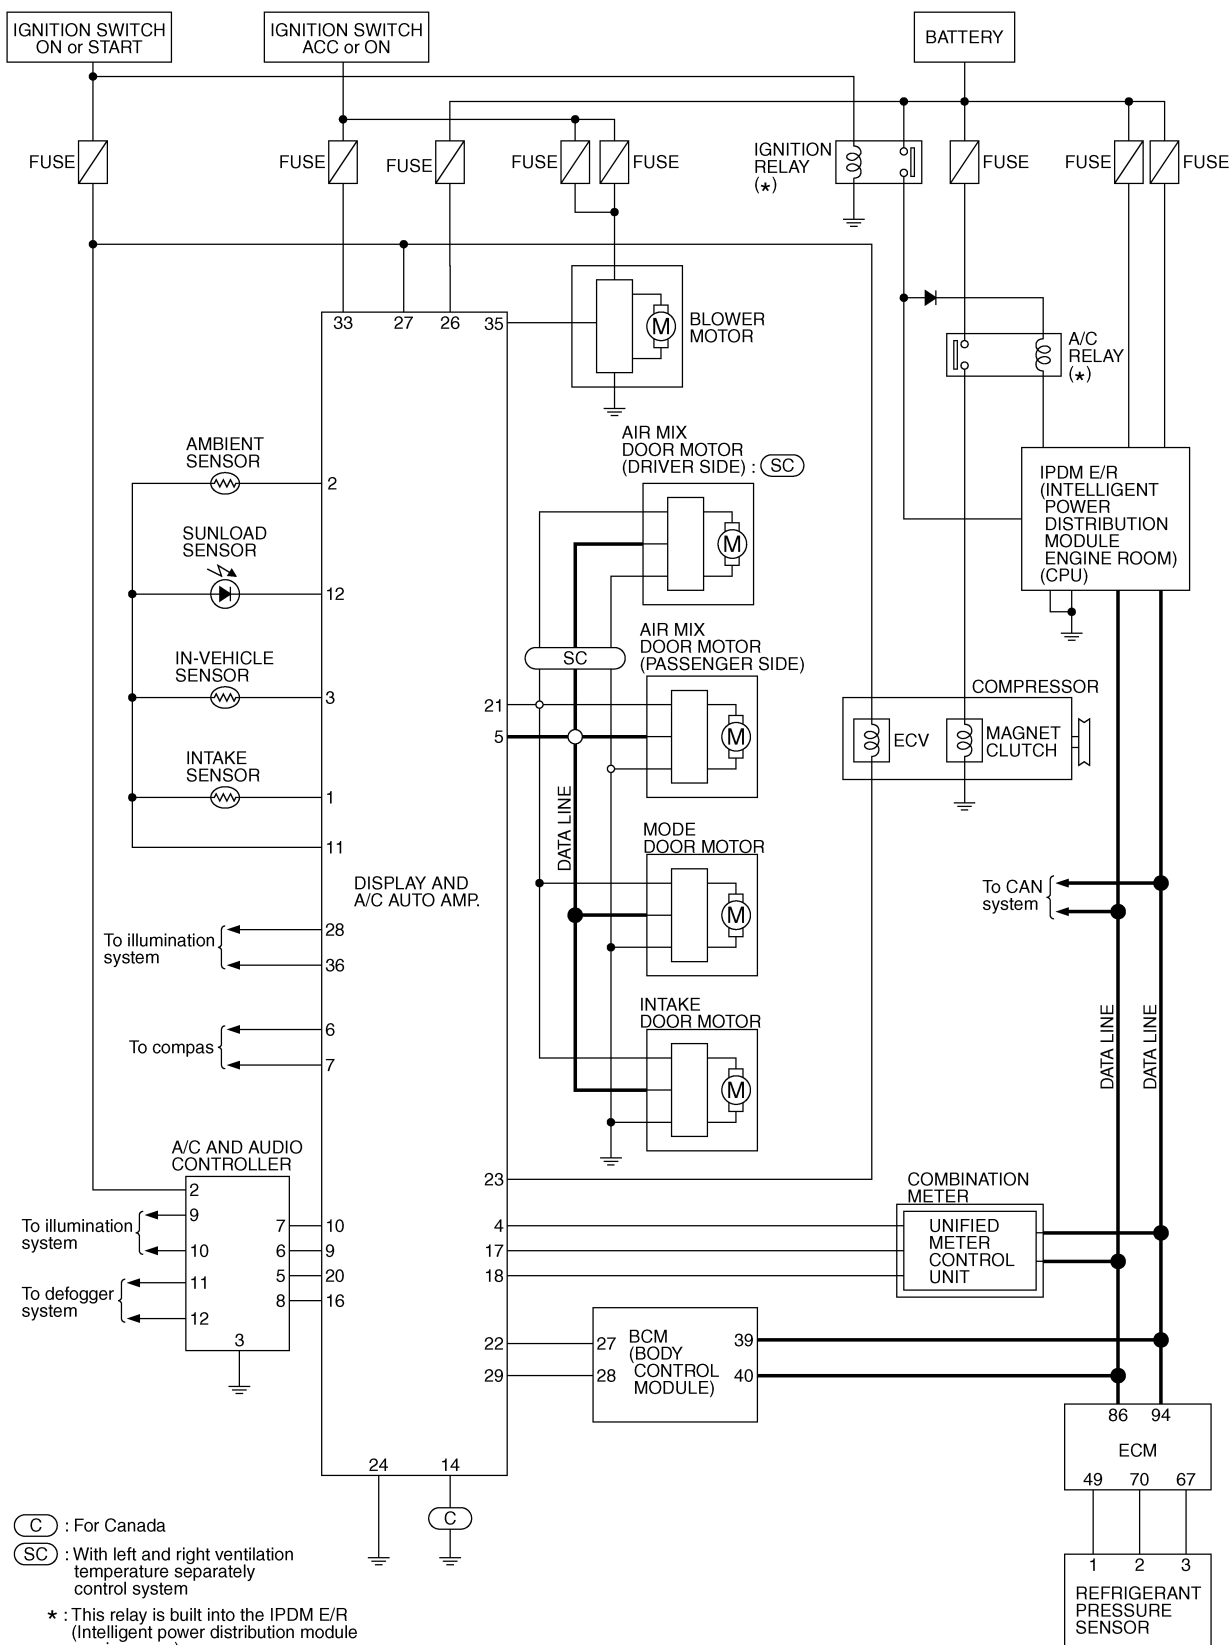 IGNITION SWITCH
ON or START
IGNITION SWITCH
ACC or ON
BATTERY
FUSE
FUSE
FUSE
FUSE
FUSE
IGNITION
RELAY
(*)
FUSE
FUSE
FUSE
33
27
26
35
BLOWER
MOTOR
A/C
RELAY
(*)
AMBIENT
SENSOR
2
SUNLOAD
SENSOR
12
IN-VEHICLE
SENSOR
3
INTAKE
SENSOR
1
11
AIR MIX
DOOR MOTOR
(DRIVER SIDE) : SC
M
M
SC
AIR MIX
DOOR MOTOR
(PASSENGER SIDE)
21
5
M
DATA LINE
MODE
DOOR MOTOR
M
INTAKE
DOOR MOTOR
M
IPDM E/R
(INTELLIGENT
POWER
DISTRIBUTION
MODULE
ENGINE ROOM)
(CPU)
COMPRESSOR
ECV
MAGNET
CLUTCH
DISPLAY AND
A/C AUTO AMP.
To CAN
system
DATA LINE
DATA LINE
To illumination
system
28
36
To compas
6
7
A/C AND AUDIO
CONTROLLER
2
9
10
11
12
3
7
6
5
8
10
9
20
16
To illumination
system
To defogger
system
23
4
17
18
22
29
COMBINATION
METER
UNIFIED
METER
CONTROL
UNIT
27
28
BCM
(BODY
CONTROL
MODULE)
39
40
24
14
C
86
94
ECM
49
70
67
1
2
3
REFRIGERANT
PRESSURE
SENSOR
C : For Canada
SC : With left and right ventilation
temperature separately
control system
* : This relay is built into the IPDM E/R
(Intelligent power distribution module